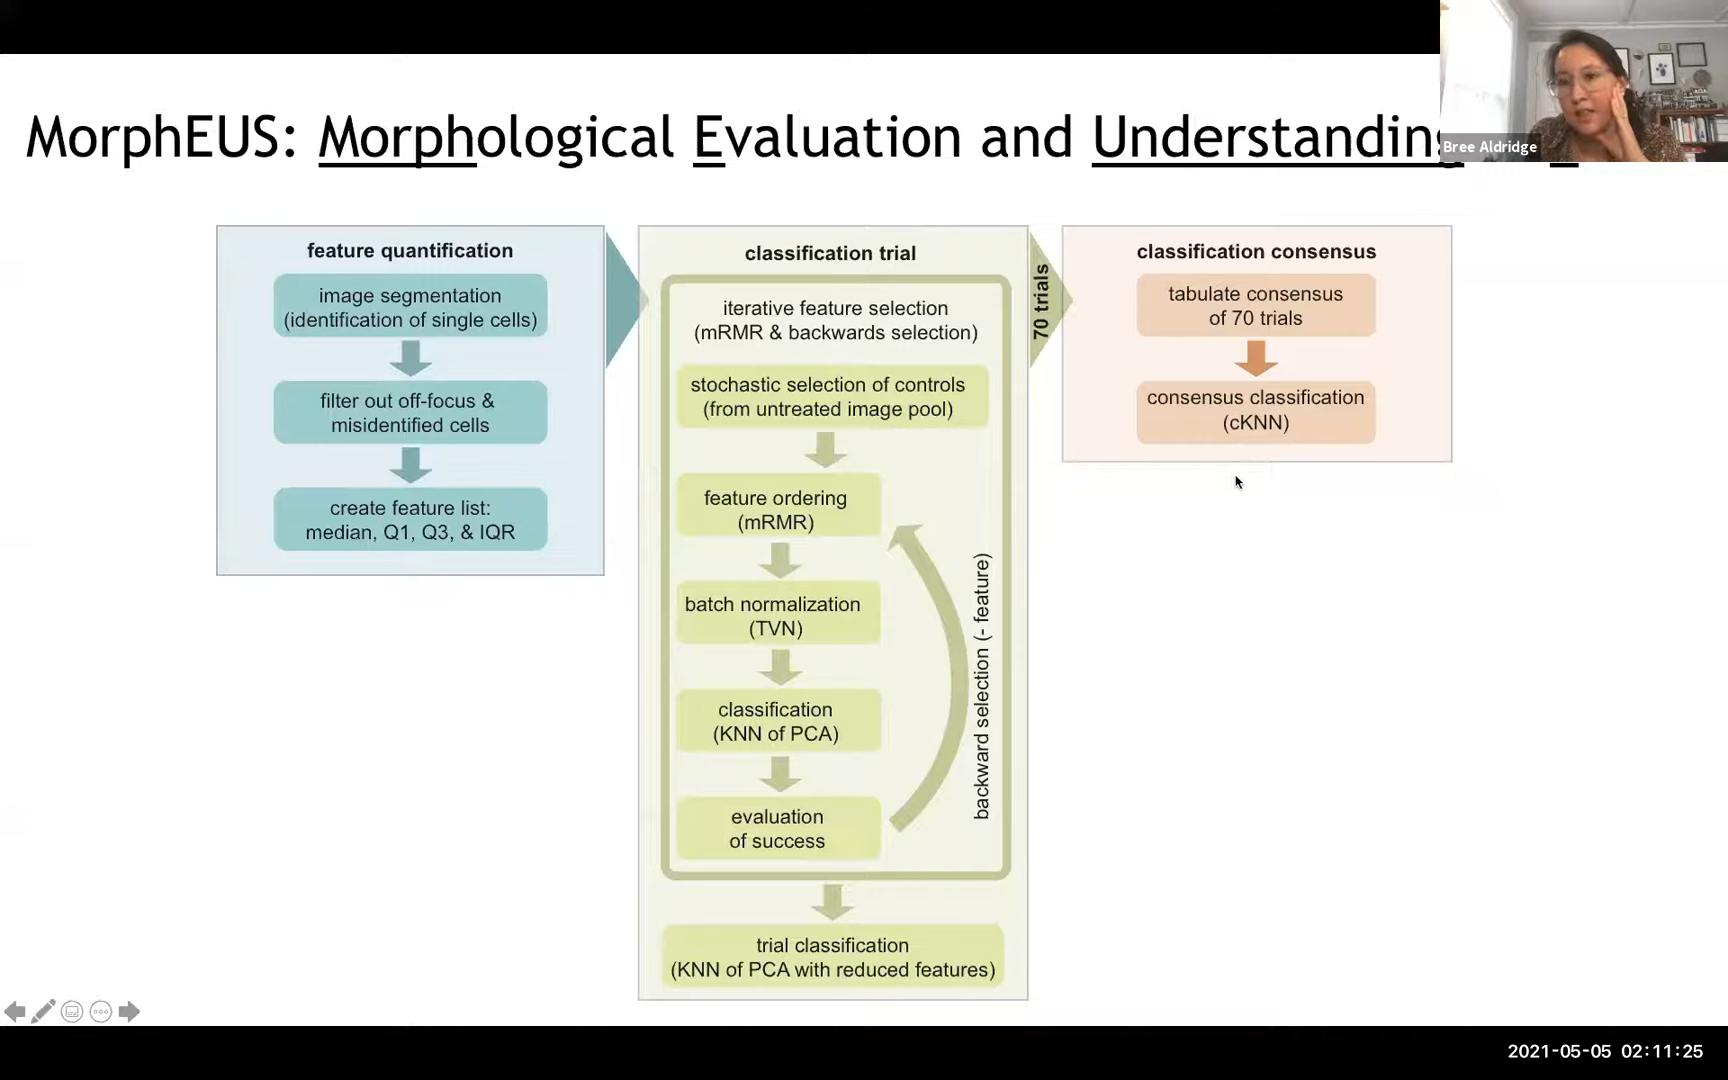 MorphEUS: Morphological Evaluation and Understanding
Bree Aldridge
feature quantification
image segmentation
(identification of single cells)
filter out off-focus &
misidentified cells
create feature list:
median, Q1, Q3, & IQR
classification trial
iterative feature selection
(mRMR & backwards selection)
stochastic selection of controls
(from untreated image pool)
feature ordering
(mRMR)
batch normalization
(TVN)
classification
(KNN of PCA)
evaluation
of success
backward selection (- feature)
trial classification
(KNN of PCA with reduced features)
70 trials
classification consensus
tabulate consensus
of 70 trials
consensus classification
(cKNN)
2021-05-05 02:11:25